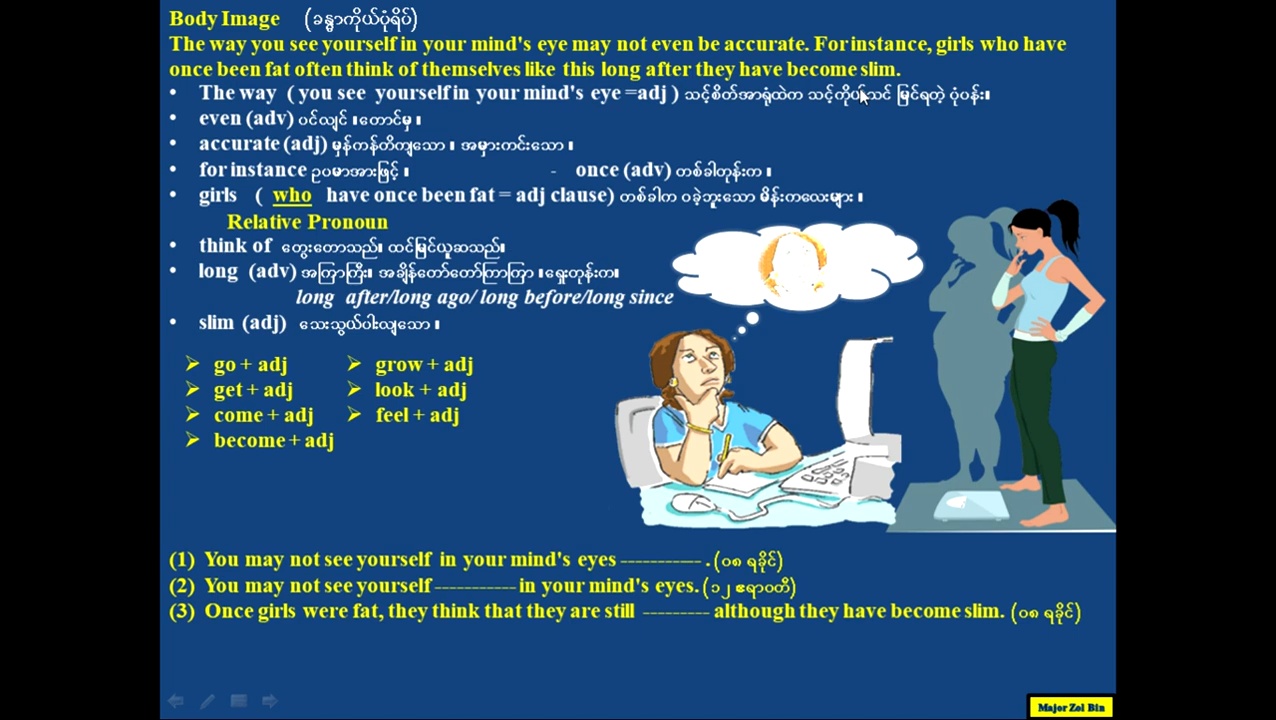 Body Image (ခန္ဓာကိုယ်ပုံရိပ်)
The way you see yourself in your mind's eye may not even be accurate. For instance, girls who have
once been fat often think of themselves like this long after they have become slim.
• The way ( you see yourself in your mind's eye =adj ) သင့်စိတ်အာရုံထဲက သင့်ကိုယ်သင် မြင်ရတဲ့ ပုံပန်း။
• even (adv) ပင်လျင် ။တောင်မှ ။
• accurate (adj) မှန်ကန်တိကျသော ။ အမှားကင်းသော ။
• for instance ဥပမာအားဖြင့် ။ - once (adv) တစ်ခါတုန်းက ။
• girls ( who have once been fat = adj clause) တစ်ခါက ဝခဲ့ဘူးသော မိန်းကလေးများ ။
Relative Pronoun
• think of တွေးတောသည်။ ထင်မြင်ယူဆသည်။
• long (adv) အကြာကြီး။ အချိန်တော်တော်ကြာကြာ ။ရှေးတုန်းက။
long after/long ago/ long before/long since
• slim (adj) သေးသွယ်ပါးလျသော ။
➢ go + adj ➢ grow + adj
➢ get + adj ➢ look + adj
➢ come + adj ➢ feel + adj
➢ become + adj
(1) You may not see yourself in your mind's eyes ----------- . (၀၈ ရခိုင်)
(2) You may not see yourself ----------- in your mind's eyes. (၁၂ ဧရာဝတီ)
(3) Once girls were fat, they think that they are still --------- although they have become slim. (၀၈ ရခိုင်)
Major Zol Bin